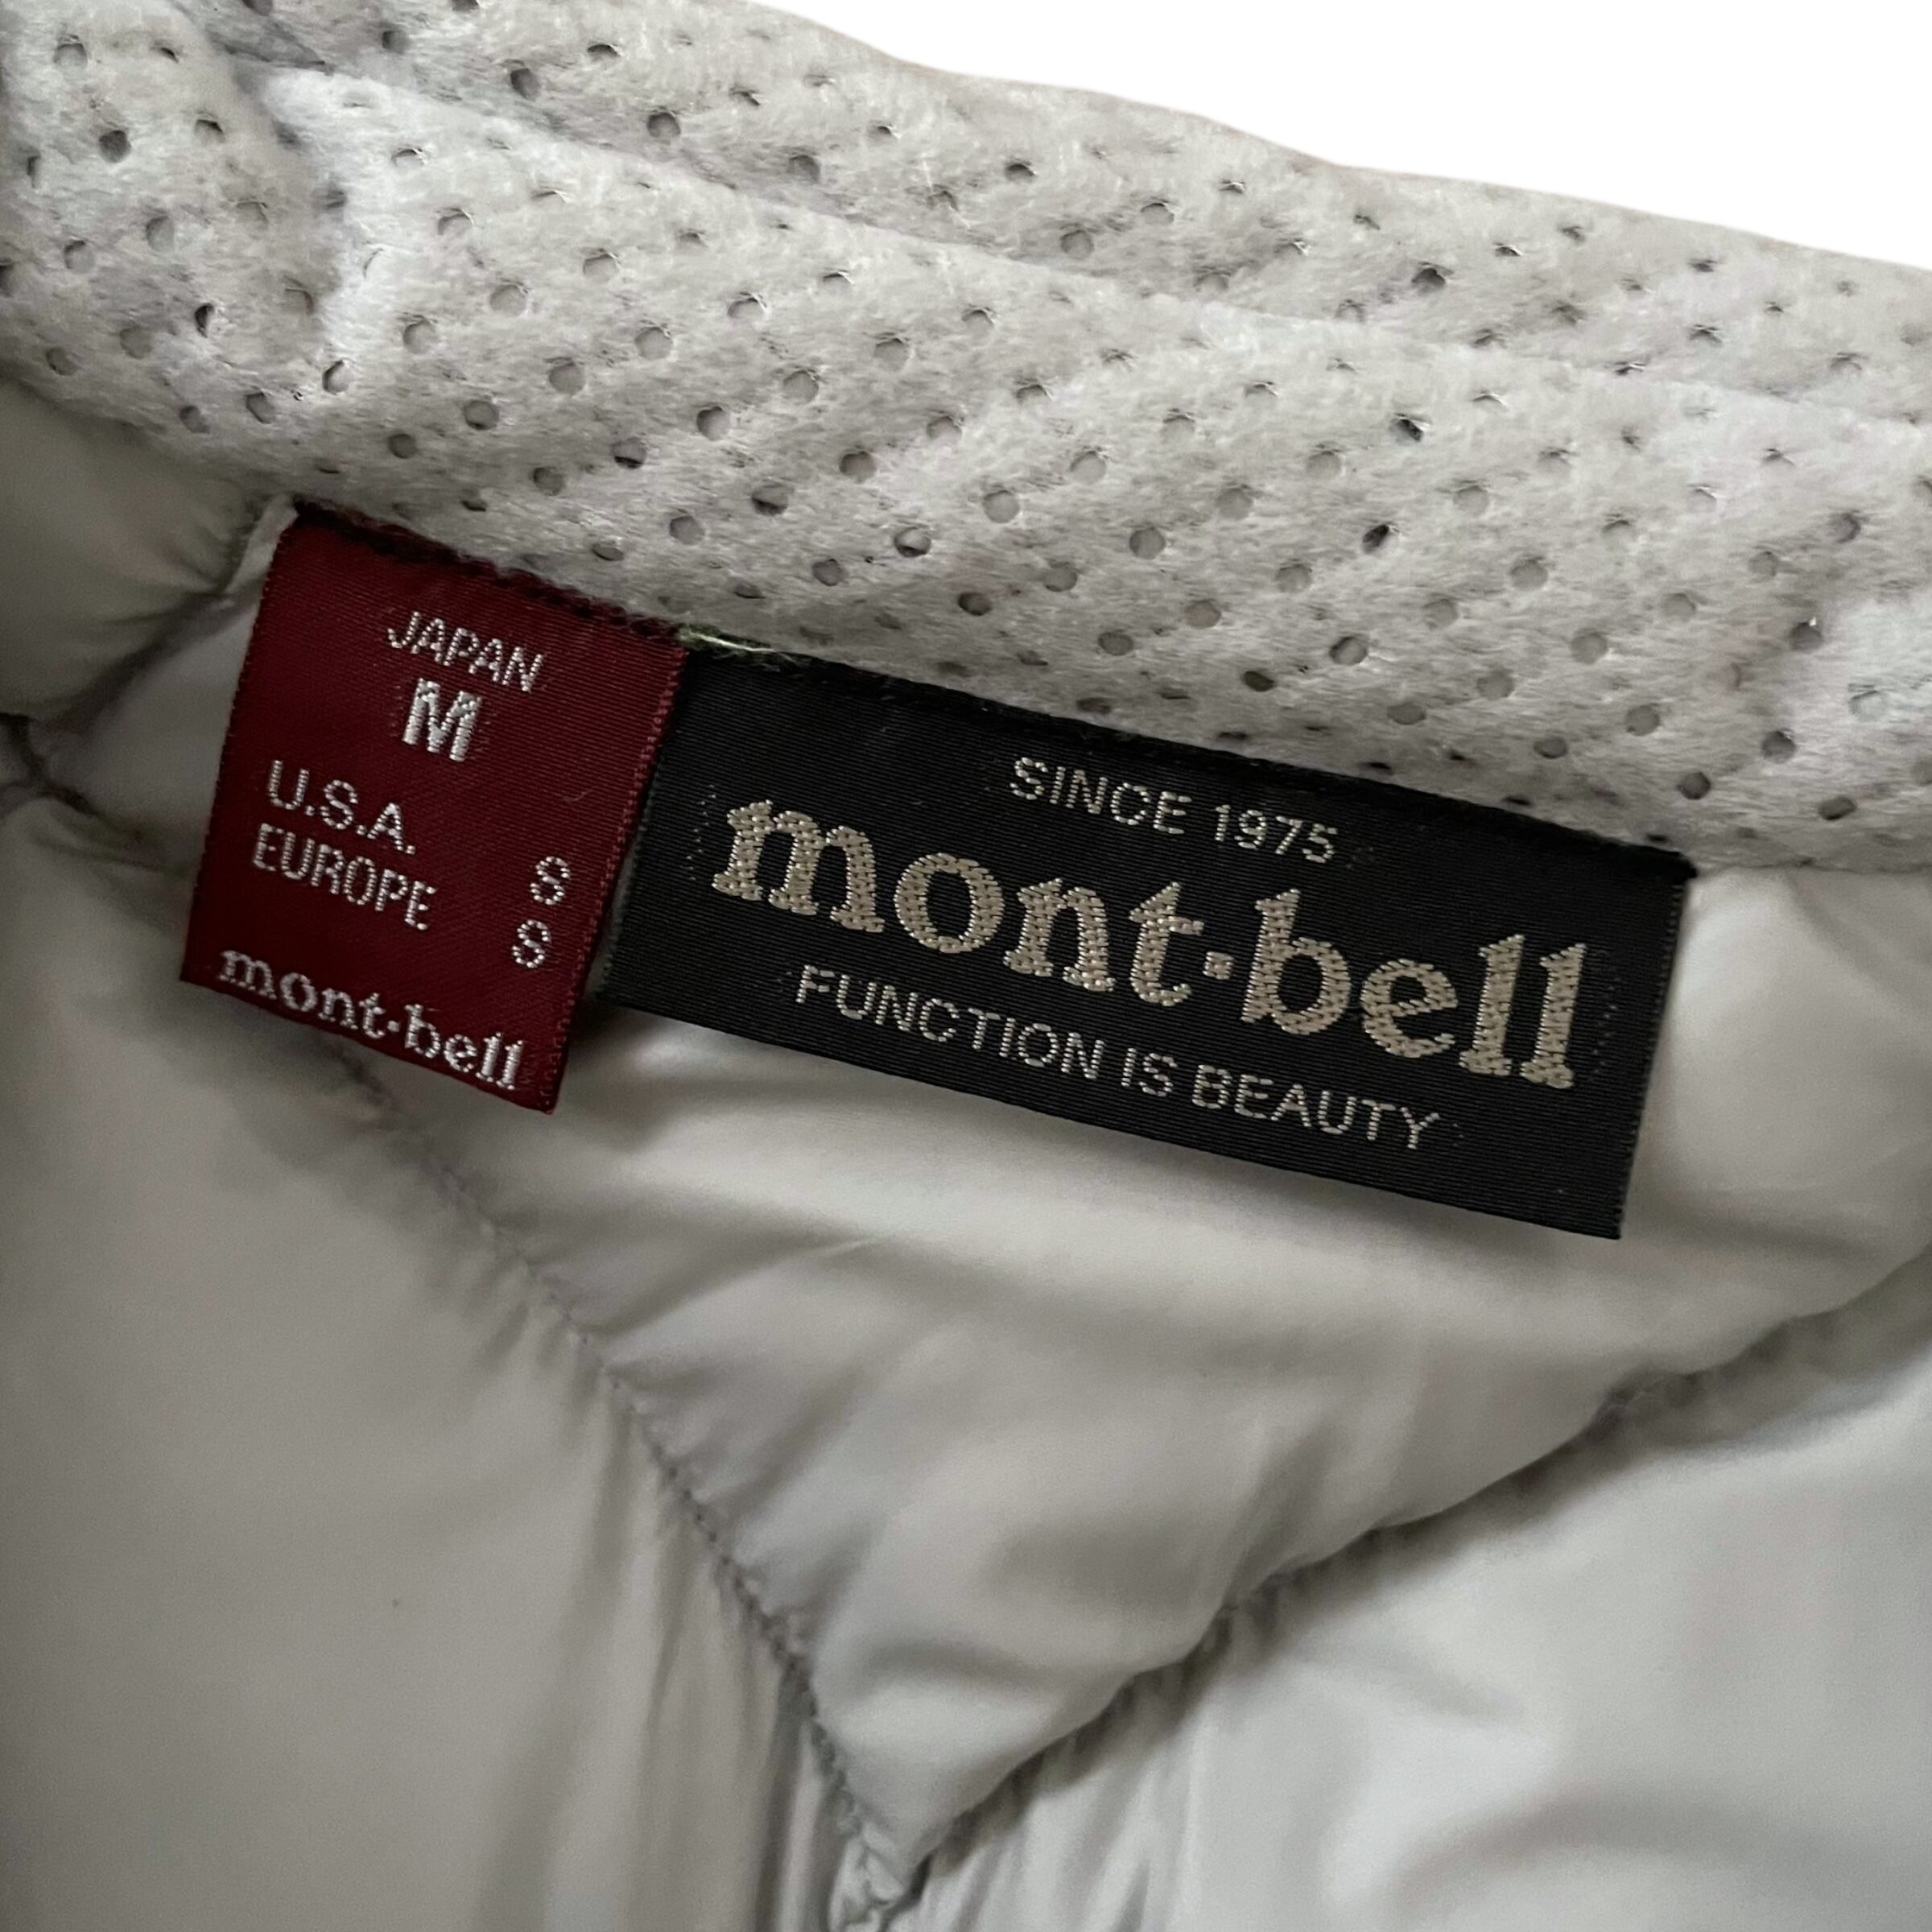 JAPAN
M
U.S.A. S
EUROPE S
mont-bell
SINCE 1975
mont-bell
FUNCTION IS BEAUTY